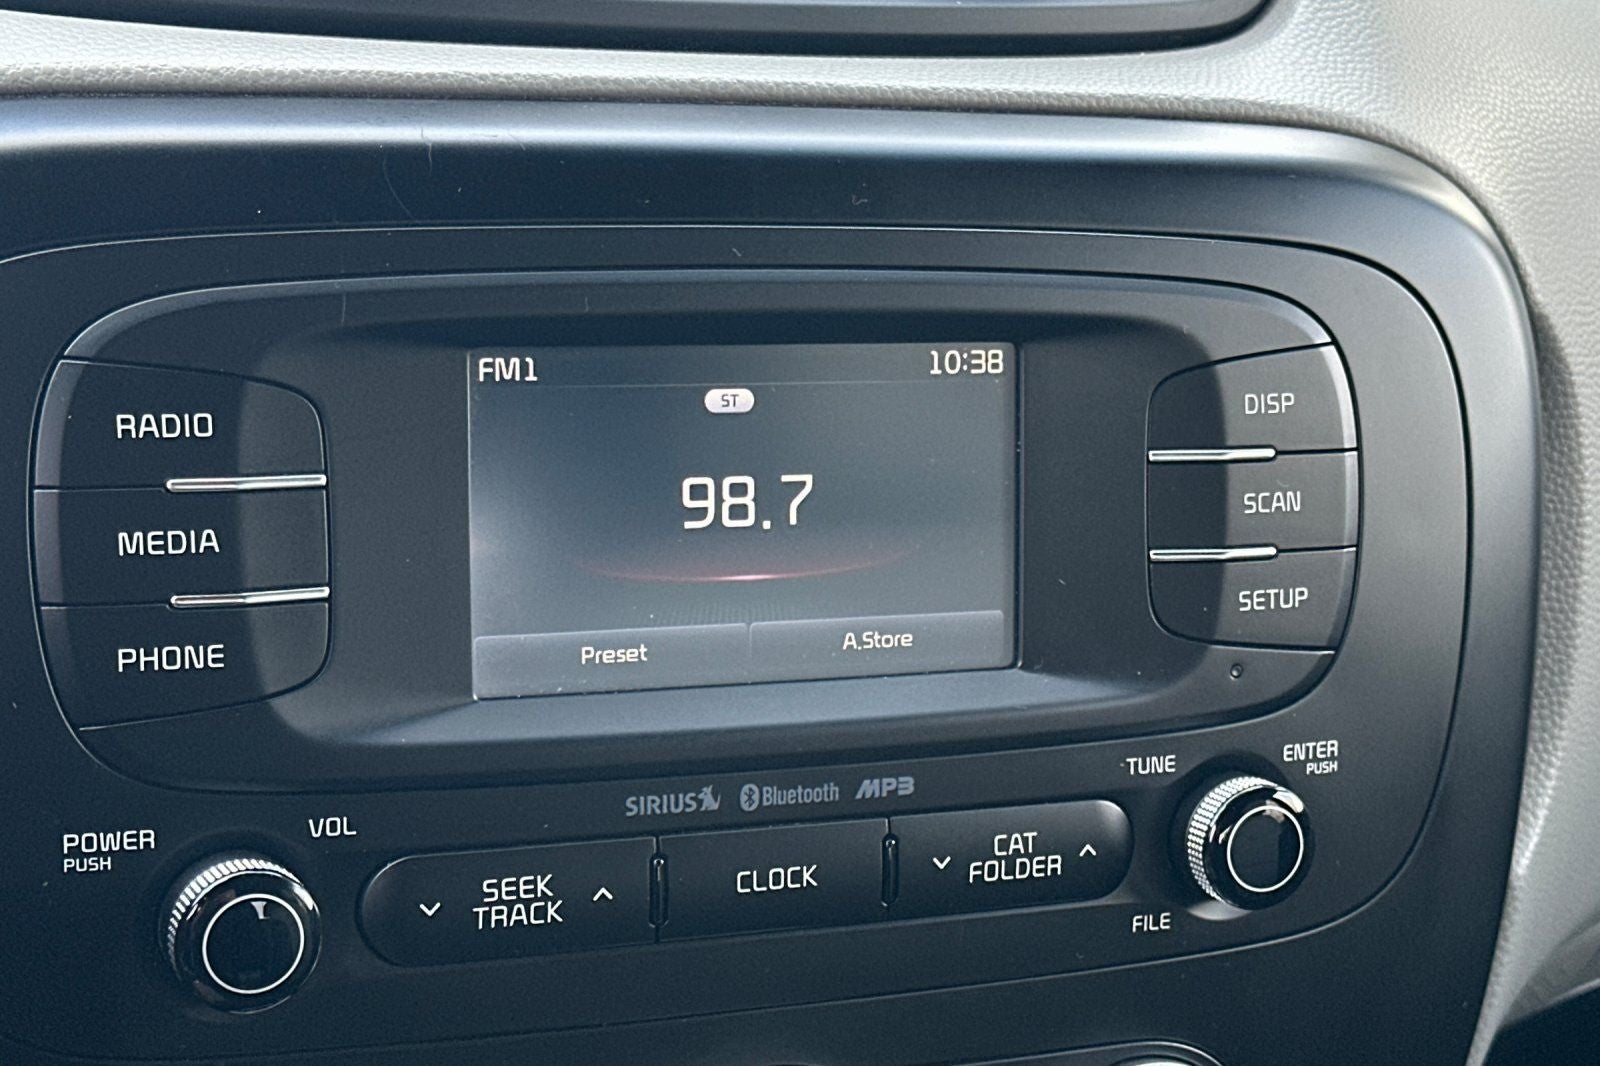 FM1
10:38
ST
98.7
Preset
A.Store
RADIO
MEDIA
PHONE
DISP
SCAN
SETUP
SIRIUS
Bluetooth
MP3
POWER
PUSH
VOL
SEEK
TRACK
CLOCK
CAT
FOLDER
TUNE
ENTER
PUSH
FILE